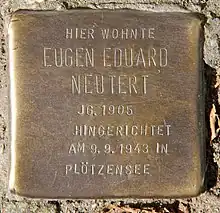 HIER WOHNTE
EUGEN EDUARD
NEUTERT
JG. 1905
HINGERICHTET
AM 9.9.1943 IN
PLÖTZENSEE